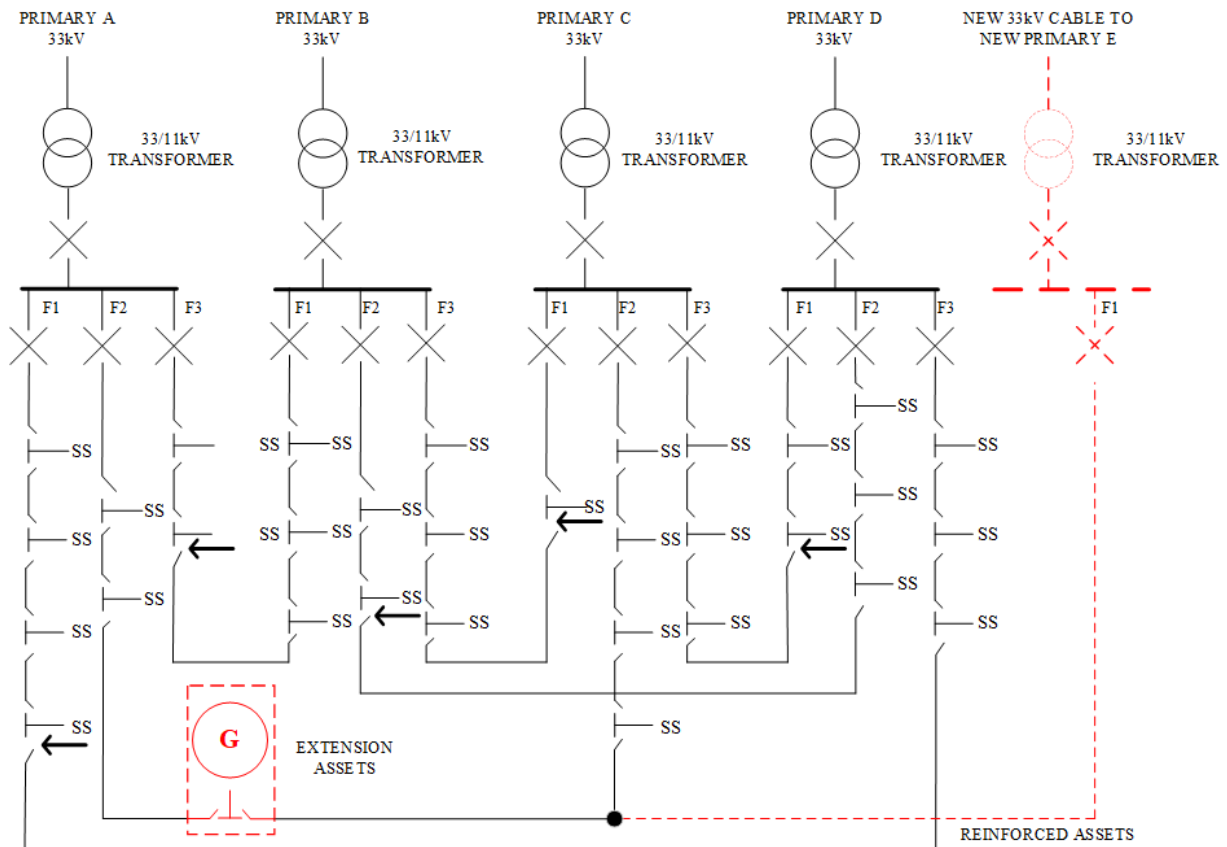 PRIMARY A
33kV
PRIMARY B
33kV
PRIMARY C
33kV
PRIMARY D
33kV
NEW 33kV CABLE TO
NEW PRIMARY E
33/11kV
TRANSFORMER
33/11kV
TRANSFORMER
33/11kV
TRANSFORMER
33/11kV
TRANSFORMER
33/11kV
TRANSFORMER
F1 F2 F3 F1 F2 F3 F1 F2 F3 F1 F2 F3 F1
SS
SS SS SS SS SS SS SS SS
SS
SS SS SS SS
SS SS SS SS SS SS SS SS
SS
SS SS
SS SS SS SS SS SS
SS
SS SS
G
EXTENSION
ASSETS
REINFORCED ASSETS